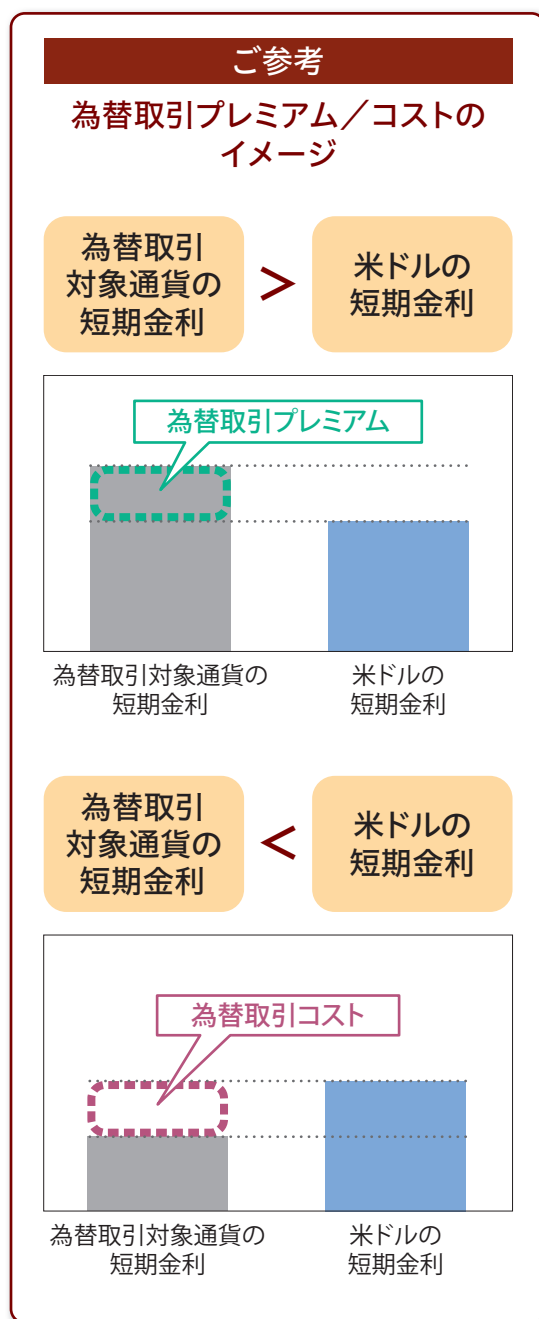 ご参考
為替取引プレミアム／コストの
イメージ
為替取引
対象通貨の
短期金利
＞
米ドルの
短期金利
為替取引プレミアム
為替取引対象通貨の
短期金利
米ドルの
短期金利
為替取引
対象通貨の
短期金利
＜
米ドルの
短期金利
為替取引コスト
為替取引対象通貨の
短期金利
米ドルの
短期金利